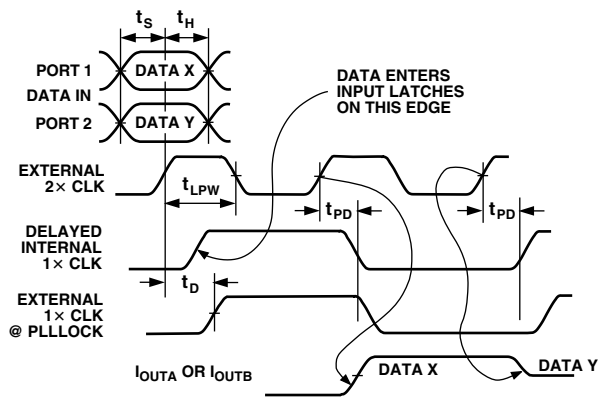 tS tH
PORT 1
DATA X
DATA IN
PORT 2
DATA Y
DATA ENTERS
INPUT LATCHES
ON THIS EDGE
EXTERNAL
2× CLK
tLPW
tPD
tPD
DELAYED
INTERNAL
1× CLK
tD
EXTERNAL
1× CLK
@ PLLLOCK
IOUTA OR IOUTB
DATA X
DATA Y